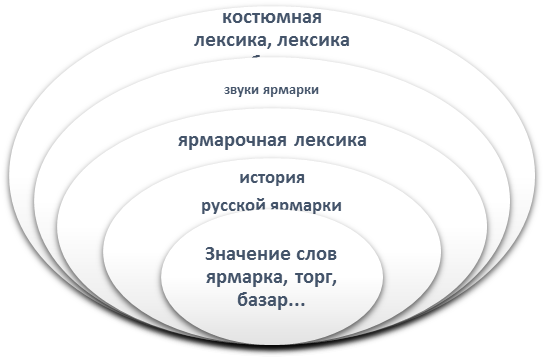 костюмная
лексика, лексика
звуки ярмарки
ярмарочная лексика
история
русской ярмарки
Значение слов
ярмарка, торг,
базар…